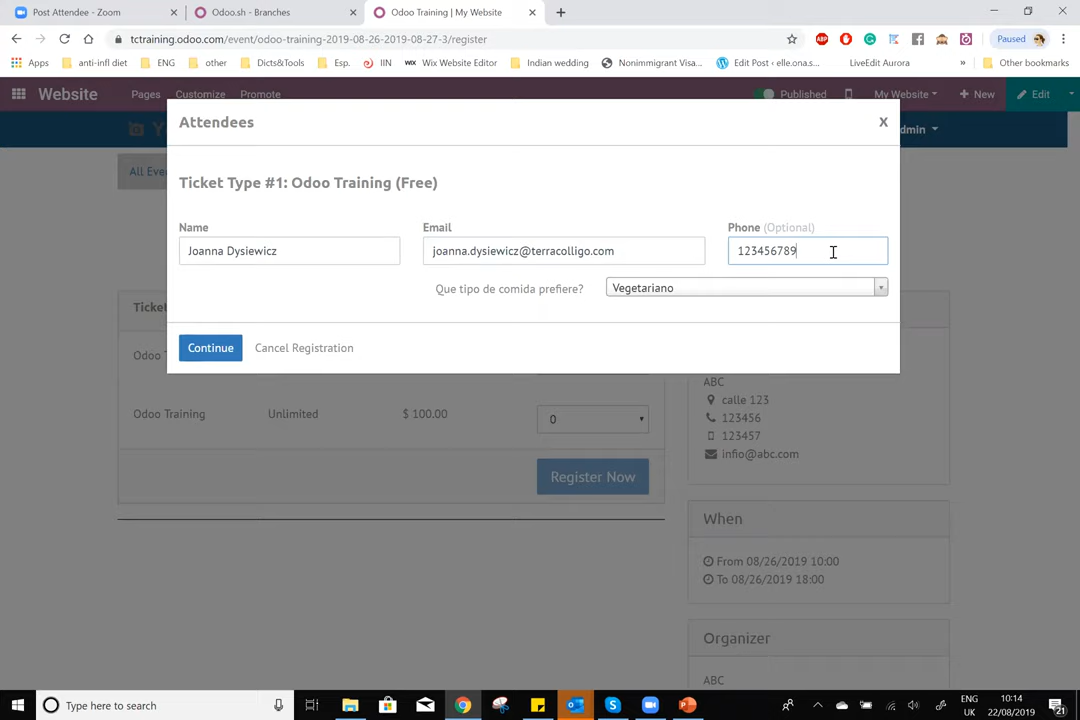 Post Attendee - Zoom
Odoo.sh - Branches
Odoo Training | My Website
tctraining.odoo.com/event/odoo-training-2019-08-26-2019-08-27-3/register
Paused
Apps
anti-infl diet
ENG
other
Dicts&Tools
Esp.
IIN
Wix Website Editor
Indian wedding
Nonimmigrant Visa...
Edit Post ‹ elle.ona.s...
LiveEdit Aurora
»
Other bookmarks
Website
Pages
Customize
Promote
Published
My Website
New
Edit
All Eve
dmin
Attendees
X
Ticket Type #1: Odoo Training (Free)
Name
Email
Phone (Optional)
Joanna Dysiewicz
joanna.dysiewicz@terracolligo.com
123456789
Que tipo de comida prefiere?
Vegetariano
Continue
Cancel Registration
Ticket
Odoo T
Odoo Training
Unlimited
$ 100.00
0
Register Now
ABC
calle 123
123456
123457
infio@abc.com
When
From 08/26/2019 10:00
To 08/26/2019 18:00
Organizer
ABC
Type here to search
ENG
UK
10:14
22/08/2019
21